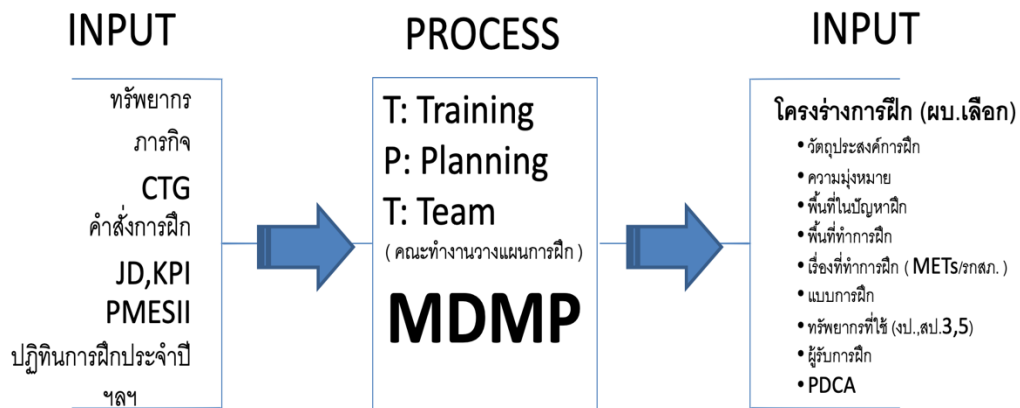 INPUT
ทรัพยากร
ภารกิจ
CTG
คำสั่งการฝึก
JD,KPI
PMESII
ปฏิทินการฝึกประจำปี
ฯลฯ
PROCESS
T: Training
P: Planning
T: Team
( คณะทำงานวางแผนการฝึก )
MDMP
INPUT
โครงร่างการฝึก (ผบ.เลือก)
• วัตถุประสงค์การฝึก
• ความมุ่งหมาย
• พื้นที่ในปัญหาฝึก
• พื้นที่ทำการฝึก
• เรื่องที่ทำการฝึก ( METs/รกสภ. )
• แบบการฝึก
• ทรัพยากรที่ใช้ (งป.,สป.3,5)
• ผู้รับการฝึก
• PDCA